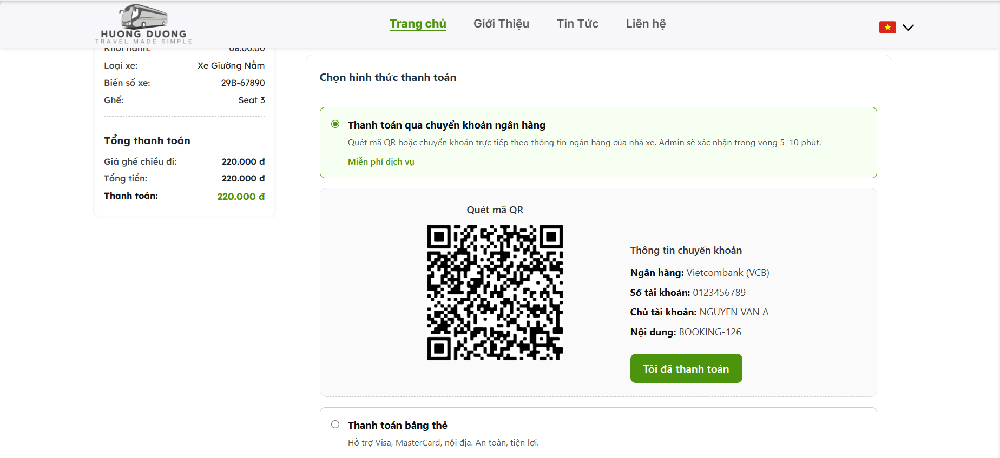 HUONG DUONG
TRAVEL MADE SIMPLE
Trang chủ
Giới Thiệu
Tin Tức
Liên hệ
Khởi hành: 08:00:00
Loại xe: Xe Giường Nằm
Biển số xe: 29B-67890
Ghế: Seat 3
Tổng thanh toán
Giá ghế chiều đi: 220.000 đ
Tổng tiền: 220.000 đ
Thanh toán: 220.000 đ
Chọn hình thức thanh toán
Thanh toán qua chuyển khoản ngân hàng
Quét mã QR hoặc chuyển khoản trực tiếp theo thông tin ngân hàng của nhà xe. Admin sẽ xác nhận trong vòng 5–10 phút.
Miễn phí dịch vụ
Quét mã QR
Thông tin chuyển khoản
Ngân hàng: Vietcombank (VCB)
Số tài khoản: 0123456789
Chủ tài khoản: NGUYEN VAN A
Nội dung: BOOKING-126
Tôi đã thanh toán
Thanh toán bằng thẻ
Hỗ trợ Visa, MasterCard, nội địa. An toàn, tiện lợi.